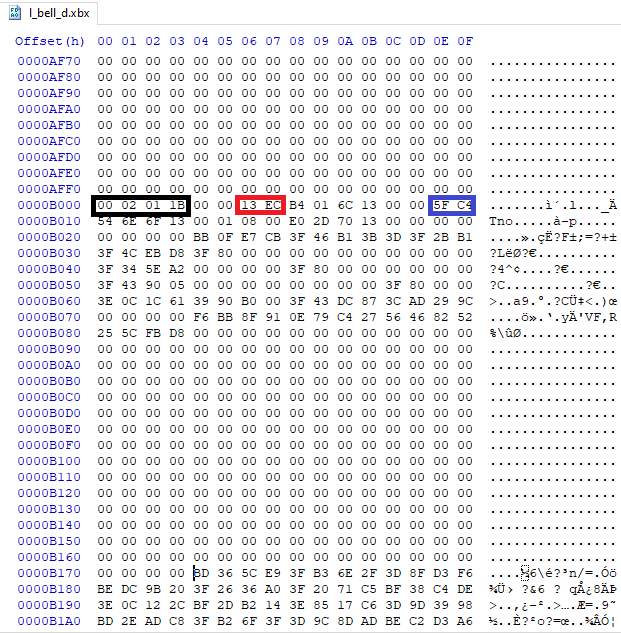 l_bell_d.xbx
Offset(h) 00 01 02 03 04 05 06 07 08 09 0A 0B 0C 0D 0E 0F
0000AF70 00 00 00 00 00 00 00 00 00 00 00 00 00 00 00 00 ................
0000AF80 00 00 00 00 00 00 00 00 00 00 00 00 00 00 00 00 ................
0000AF90 00 00 00 00 00 00 00 00 00 00 00 00 00 00 00 00 ................
0000AFA0 00 00 00 00 00 00 00 00 00 00 00 00 00 00 00 00 ................
0000AFB0 00 00 00 00 00 00 00 00 00 00 00 00 00 00 00 00 ................
0000AFC0 00 00 00 00 00 00 00 00 00 00 00 00 00 00 00 00 ................
0000AFD0 00 00 00 00 00 00 00 00 00 00 00 00 00 00 00 00 ................
0000AFE0 00 00 00 00 00 00 00 00 00 00 00 00 00 00 00 00 ................
0000AFF0 00 00 00 00 00 00 00 00 00 00 00 00 00 00 00 00 ................
0000B000 00 02 01 1B 00 00 13 EC B4 01 6C 13 00 00 5F C4 .......ì´.l..._Ä
0000B010 54 6E 6F 13 00 01 08 00 E0 2D 70 13 00 00 00 00 Tno.....à-p.....
0000B020 00 00 00 00 BB 0F E7 CB 3F 46 B1 3B 3D 3F 2B B1 ....».çË?F±;=?+±
0000B030 3F 4C EB D8 3F 80 00 00 00 00 00 00 00 00 00 00 ?LëØ?€..........
0000B040 3F 34 5E A2 00 00 00 00 3F 80 00 00 00 00 00 00 ?4^¢....?€......
0000B050 3F 43 90 05 00 00 00 00 00 00 00 00 3F 80 00 00 ?C..........?€..
0000B060 3E 0C 1C 61 39 90 B0 00 3F 43 DC 87 3C AD 29 9C >..a9.°.?CÜ‡<.)œ
0000B070 00 00 00 00 F6 BB 8F 91 0E 79 C4 27 56 46 82 52 ....ö».‘.yÄ'VF‚R
0000B080 25 5C FB D8 00 00 00 00 00 00 00 00 00 00 00 00 %\ûØ............
0000B090 00 00 00 00 00 00 00 00 00 00 00 00 00 00 00 00 ................
0000B0A0 00 00 00 00 00 00 00 00 00 00 00 00 00 00 00 00 ................
0000B0B0 00 00 00 00 00 00 00 00 00 00 00 00 00 00 00 00 ................
0000B0C0 00 00 00 00 00 00 00 00 00 00 00 00 00 00 00 00 ................
0000B0D0 00 00 00 00 00 00 00 00 00 00 00 00 00 00 00 00 ................
0000B0E0 00 00 00 00 00 00 00 00 00 00 00 00 00 00 00 00 ................
0000B0F0 00 00 00 00 00 00 00 00 00 00 00 00 00 00 00 00 ................
0000B100 00 00 00 00 00 00 00 00 00 00 00 00 00 00 00 00 ................
0000B110 00 00 00 00 00 00 00 00 00 00 00 00 00 00 00 00 ................
0000B120 00 00 00 00 00 00 00 00 00 00 00 00 00 00 00 00 ................
0000B130 00 00 00 00 00 00 00 00 00 00 00 00 00 00 00 00 ................
0000B140 00 00 00 00 00 00 00 00 00 00 00 00 00 00 00 00 ................
0000B150 00 00 00 00 00 00 00 00 00 00 00 00 00 00 00 00 ................
0000B160 00 00 00 00 00 00 00 00 00 00 00 00 00 00 00 00 ................
0000B170 00 00 00 00 BD 36 5C E9 3F B3 6E 2F 3D 8F D3 F6 ....½6\é?³n/=.Óö
0000B180 BE DC 9B 20 3F 26 36 A0 3F 20 71 C5 BF 38 C4 DE ¾Ü› ?&6 ? qÅ¿8ÄÞ
0000B190 3E 0C 12 2C BF 2D B2 14 3E 85 17 C6 3D 9D 39 98 >..,¿-².>….Æ=.9˜
0000B1A0 BD 2E AD C8 3F B2 6F 3F 3D 9C 8D AD BE C2 D3 A6 ½..È?²o?=œ..¾ÂÓ¦